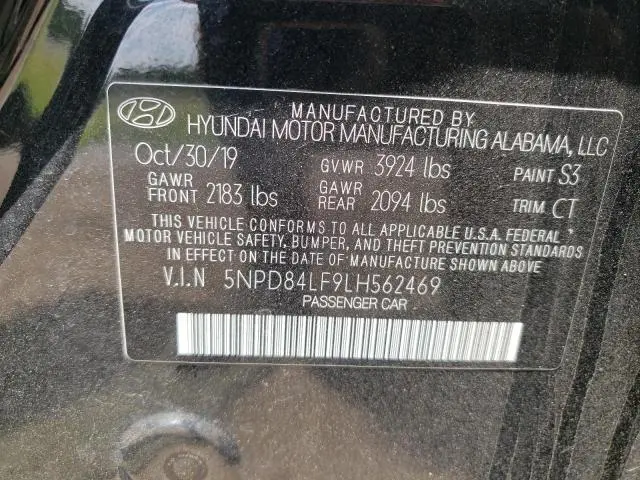 MANUFACTURED BY
HYUNDAI MOTOR MANUFACTURING ALABAMA, LLC
Oct/30/19 GVWR 3924 lbs PAINT S3
GAWR FRONT 2183 lbs GAWR REAR 2094 lbs TRIM CT
THIS VEHICLE CONFORMS TO ALL APPLICABLE U.S.A. FEDERAL
MOTOR VEHICLE SAFETY, BUMPER, AND THEFT PREVENTION STANDARDS
IN EFFECT ON THE DATE OF MANUFACTURE SHOWN ABOVE
V.I.N 5NPD84LF9LH562469
PASSENGER CAR